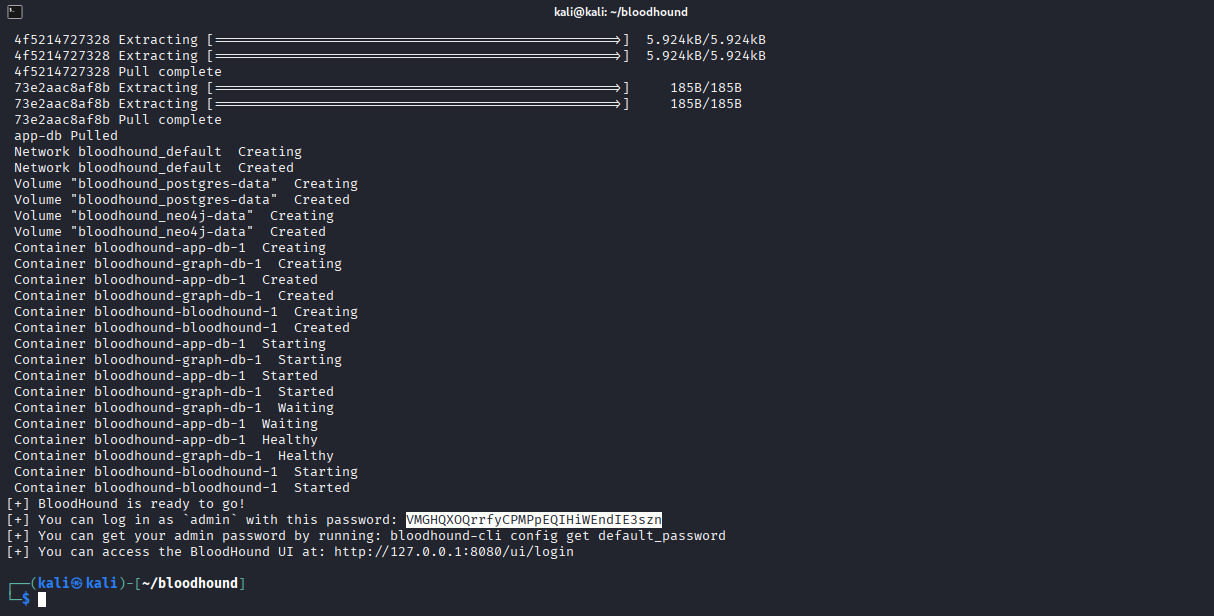 kali@kali: ~/bloodhound
4f5214727328 Extracting [==================================================>]  5.924kB/5.924kB
4f5214727328 Extracting [==================================================>]  5.924kB/5.924kB
4f5214727328 Pull complete
73e2aac8af8b Extracting [==================================================>]     185B/185B
73e2aac8af8b Extracting [==================================================>]     185B/185B
73e2aac8af8b Pull complete
app-db Pulled
Network bloodhound_default  Creating
Network bloodhound_default  Created
Volume "bloodhound_postgres-data"  Creating
Volume "bloodhound_postgres-data"  Created
Volume "bloodhound_neo4j-data"  Creating
Volume "bloodhound_neo4j-data"  Created
Container bloodhound-app-db-1  Creating
Container bloodhound-graph-db-1  Creating
Container bloodhound-app-db-1  Created
Container bloodhound-graph-db-1  Created
Container bloodhound-bloodhound-1  Creating
Container bloodhound-bloodhound-1  Created
Container bloodhound-app-db-1  Starting
Container bloodhound-graph-db-1  Starting
Container bloodhound-app-db-1  Started
Container bloodhound-graph-db-1  Started
Container bloodhound-graph-db-1  Waiting
Container bloodhound-app-db-1  Waiting
Container bloodhound-app-db-1  Healthy
Container bloodhound-graph-db-1  Healthy
Container bloodhound-bloodhound-1  Starting
Container bloodhound-bloodhound-1  Started
[+] BloodHound is ready to go!
[+] You can log in as `admin` with this password: VMGHQXOQrrfyCPMPpEQIHiWEndIE3szn
[+] You can get your admin password by running: bloodhound-cli config get default_password
[+] You can access the BloodHound UI at: http://127.0.0.1:8080/ui/login
┌──(kali㉿kali)-[~/bloodhound]
└─$